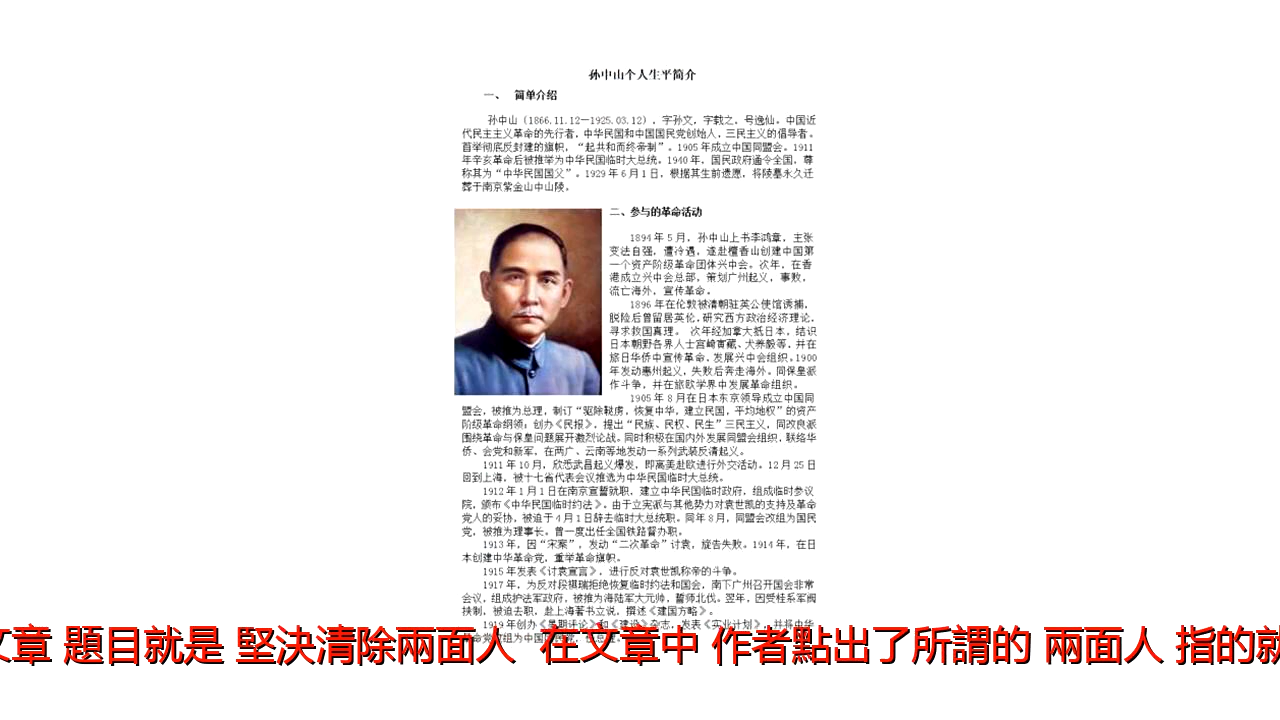 孙中山个人生平简介
一、 简单介绍
孙中山（1866.11.12—1925.03.12），字孙文，字载之，号逸仙。中国近
代民主主义革命的先行者，中华民国和中国国民党创始人，三民主义的倡导者。
首举彻底反封建的旗帜，“起共和而终帝制”。1905年成立中国同盟会。1911
年辛亥革命后被推举为中华民国临时大总统。1940年，国民政府通令全国，尊
称其为“中华民国国父”。1929年6月1日，根据其生前遗愿，将陵墓永久迁
葬于南京紫金山中山陵。
二、参与的革命活动
1894年5月，孙中山上书李鸿章，主张
变法自强，遭冷遇，遂赴檀香山创建中国第
一个资产阶级革命团体兴中会。次年，在香
港成立兴中会总部，策划广州起义，事败，
流亡海外，宣传革命。
1896年在伦敦被清朝驻英公使馆诱捕，
脱险后曾留居英伦，研究西方政治经济理论，
寻求救国真理。 次年经加拿大抵日本，结识
日本朝野各界人士宫崎寅藏、犬养毅等，并在
旅日华侨中宣传革命，发展兴中会组织。1900
年发动惠州起义，失败后奔走海外。同保皇派
作斗争，并在旅欧学界中发展革命组织。
1905年8月在日本东京领导成立中国同
盟会，被推为总理，制订“驱除鞑虏，恢复中华，建立民国，平均地权”的资产
阶级革命纲领；创办《民报》，提出“民族、民权、民生”三民主义，同改良派
围绕革命与保皇问题展开激烈论战。同时积极在国内外发展同盟会组织，联络华
侨、会党和新军，在两广、云南等地发动一系列武装反清起义。
1911年10月，欣悉武昌起义爆发，即离美赴欧进行外交活动。12月25日
回到上海，被十七省代表会议推选为中华民国临时大总统。
1912年1月1日在南京宣誓就职，建立中华民国临时政府，组成临时参议
院，颁布《中华民国临时约法》。由于立宪派与其他势力对袁世凯的支持及革命
党人的妥协，被迫于4月1日辞去临时大总统职。同年8月，同盟会改组为国民
党，被推为理事长。曾一度出任全国铁路督办职。
1913年，因“宋案”，发动“二次革命”讨袁，旋告失败。1914年，在日
本创建中华革命党，重举革命旗帜。
1915年发表《讨袁宣言》，进行反对袁世凯称帝的斗争。
1917年，为反对段祺瑞拒绝恢复临时约法和国会，南下广州召开国会非常
会议，组成护法军政府，被推为海陆军大元帅，誓师北伐。翌年，因受桂系军阀
挟制，被迫去职，赴上海著书立说，撰述《建国方略》。
1919年创办《星期评论》和《建设》杂志，发表《实业计划》，并将中华
革命党改组为中国国民党，任总理。
文章 題目就是 堅決清除兩面人 在文章中 作者點出了所謂的 兩面人 指的就